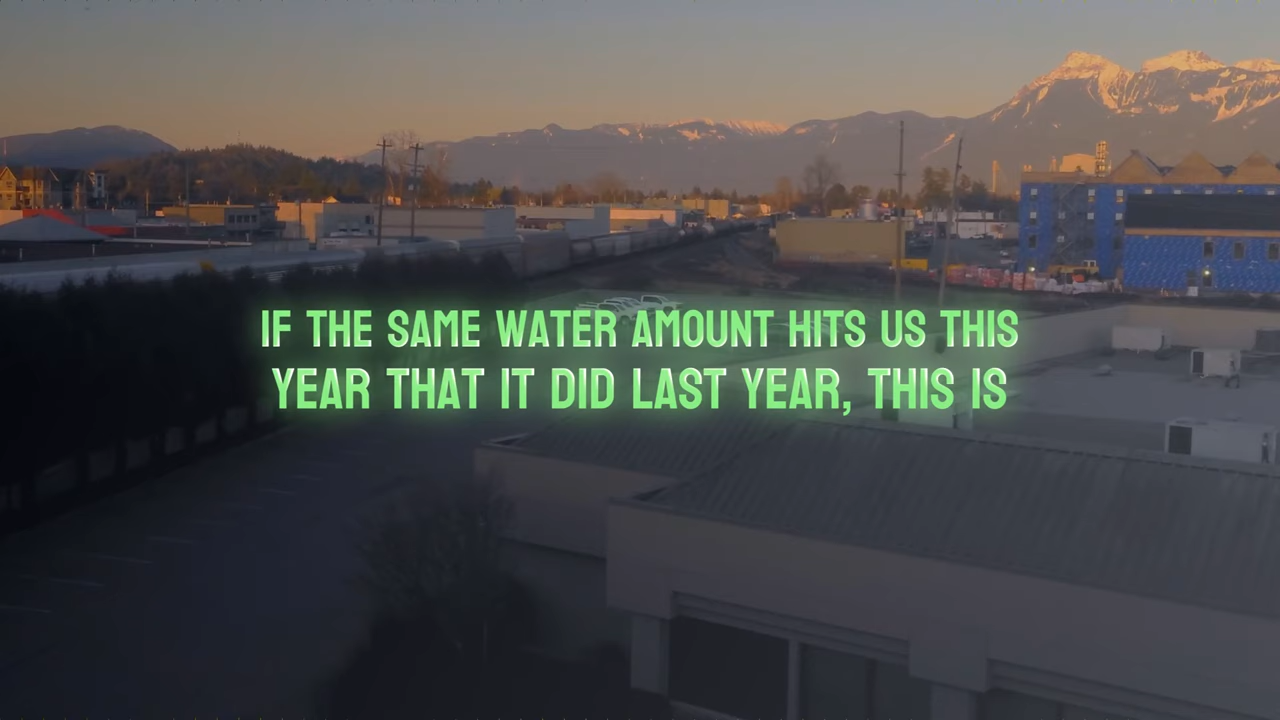 IF THE SAME WATER AMOUNT HITS US THIS
YEAR THAT IT DID LAST YEAR, THIS IS